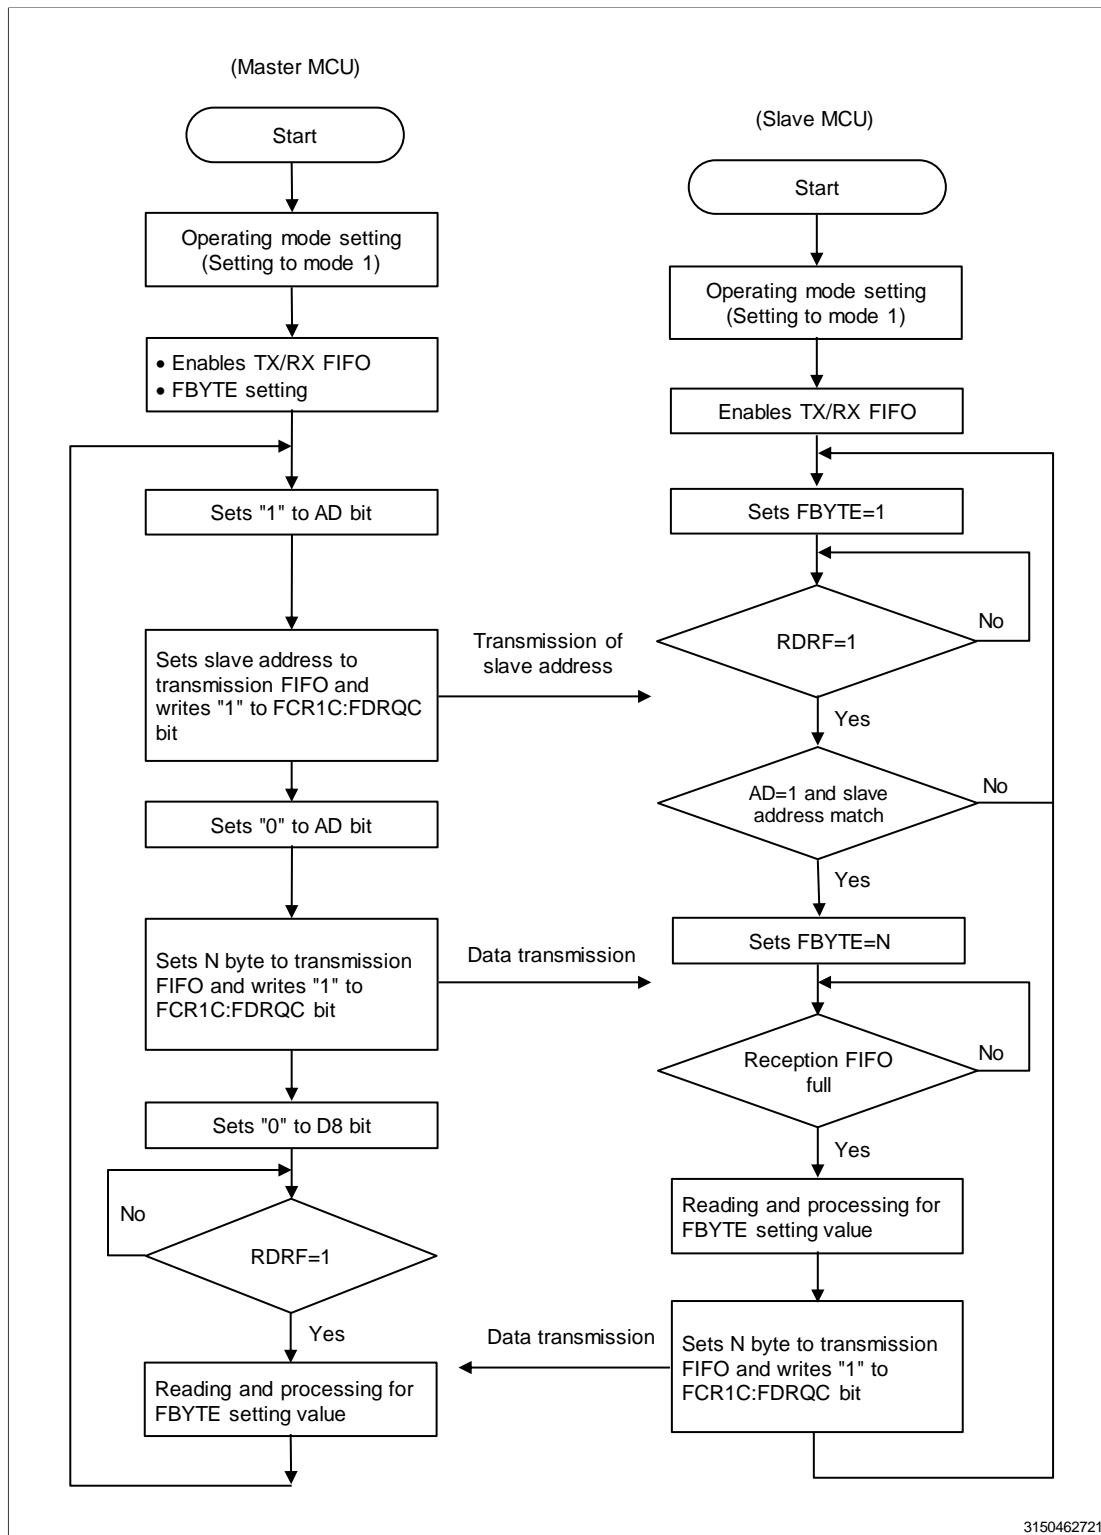 (Master MCU)
Start
Operating mode setting
(Setting to mode 1)
• Enables TX/RX FIFO
• FBYTE setting
Sets "1" to AD bit
Sets slave address to
transmission FIFO and
writes "1" to FCR1C:FDRQC
bit
Sets "0" to AD bit
Sets N byte to transmission
FIFO and writes "1" to
FCR1C:FDRQC bit
Sets "0" to D8 bit
No
RDRF=1
Yes
Reading and processing for
FBYTE setting value
Transmission of
slave address
Data transmission
Data transmission
(Slave MCU)
Start
Operating mode setting
(Setting to mode 1)
Enables TX/RX FIFO
Sets FBYTE=1
RDRF=1
No
Yes
AD=1 and slave
address match
No
Yes
Sets FBYTE=N
Reception FIFO
full
No
Yes
Reading and processing for
FBYTE setting value
Sets N byte to transmission
FIFO and writes "1" to
FCR1C:FDRQC bit
3150462721